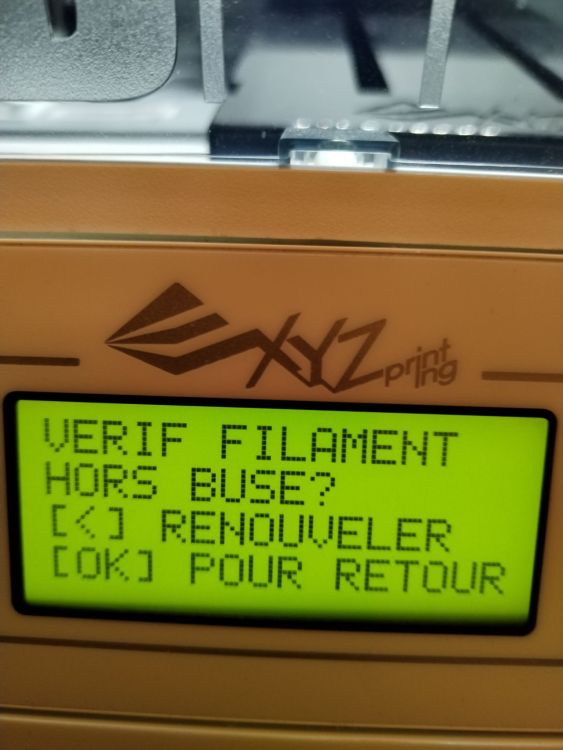 XYZprinting
VERIF FILAMENT
HORS BUSE?
[<] RENOUVELER
[OK] POUR RETOUR